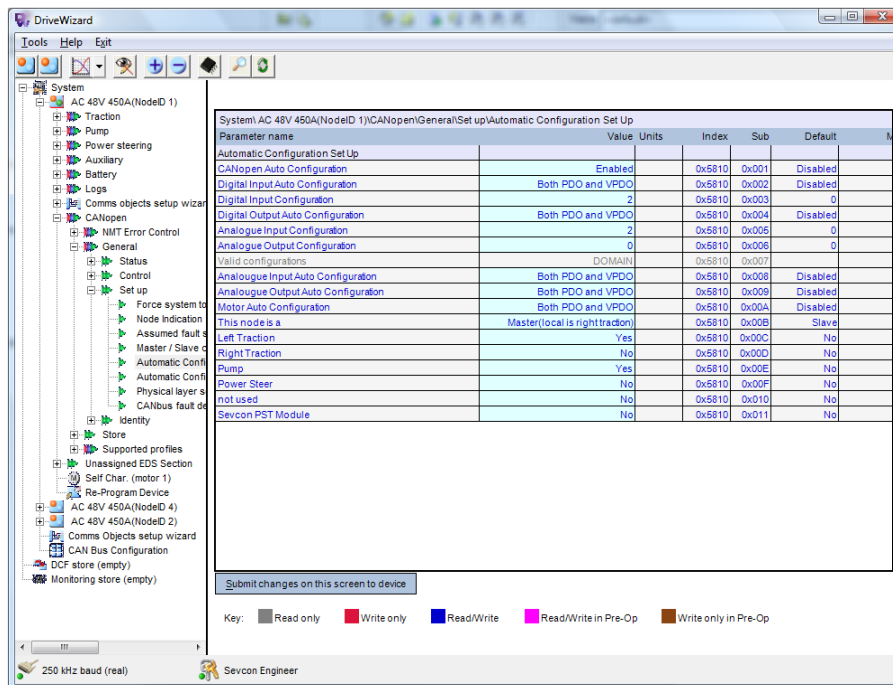 DriveWizard
Tools Help Exit
System
AC 48V 450A(NodeID 1)
Traction
Pump
Power steering
Auxiliary
Battery
Logs
Comms objects setup wizar
CANopen
NMT Error Control
General
Status
Control
Set up
Force system to
Node Indication
Assumed fault s
Master / Slave c
Automatic Confi
Automatic Confi
Physical layer s
CANbus fault de
Identity
Store
Supported profiles
Unassigned EDS Section
Self Char. (motor 1)
Re-Program Device
AC 48V 450A(NodeID 4)
AC 48V 450A(NodeID 2)
Comms Objects setup wizard
CAN Bus Configuration
DCF store (empty)
Monitoring store (empty)
System\ AC 48V 450A(NodeID 1)\CANopen\General\Set up\Automatic Configuration Set Up
Parameter name Value Units Index Sub Default M
Automatic Configuration Set Up
CANopen Auto Configuration Enabled 0x5810 0x001 Disabled
Digital Input Auto Configuration Both PDO and VPDO 0x5810 0x002 Disabled
Digital Input Configuration 2 0x5810 0x003 0
Digital Output Auto Configuration Both PDO and VPDO 0x5810 0x004 Disabled
Analogue Input Configuration 2 0x5810 0x005 0
Analogue Output Configuration 0 0x5810 0x006 0
Valid configurations DOMAIN 0x5810 0x007
Analougue Input Auto Configuration Both PDO and VPDO 0x5810 0x008 Disabled
Analougue Output Auto Configuration Both PDO and VPDO 0x5810 0x009 Disabled
Motor Auto Configuration Both PDO and VPDO 0x5810 0x00A Disabled
This node is a Master(local is right traction) 0x5810 0x00B Slave
Left Traction Yes 0x5810 0x00C No
Right Traction No 0x5810 0x00D No
Pump Yes 0x5810 0x00E No
Power Steer No 0x5810 0x00F No
not used No 0x5810 0x010 No
Sevcon PST Module No 0x5810 0x011 No
Submit changes on this screen to device
Key: Read only Write only Read/Write Read/Write in Pre-Op Write only in Pre-Op
250 kHz baud (real) Sevcon Engineer